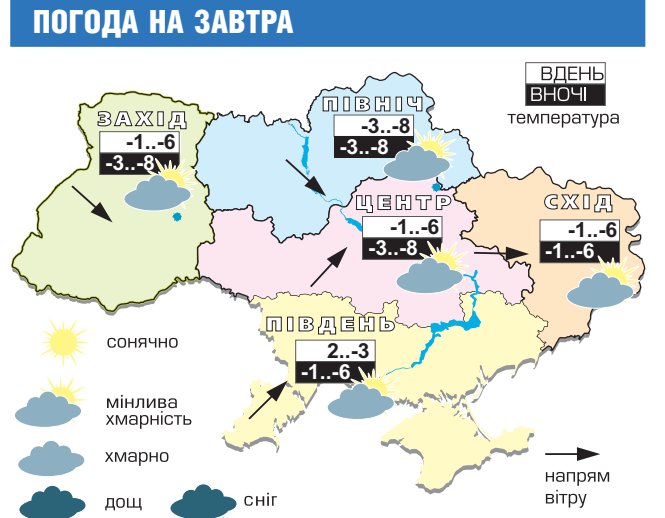 ПОГОДА НА ЗАВТРА
ВДЕНЬ
ВНОЧІ
температура
ЗАХІД
-1..-6
-3..-8
ПІВНІЧ
-3..-8
-3..-8
ЦЕНТР
-1..-6
-3..-8
СХІД
-1..-6
-1..-6
ПІВДЕНЬ
2..-3
-1..-6
сонячно
мінлива
хмарність
хмарно
дощ
сніг
напрям
вітру